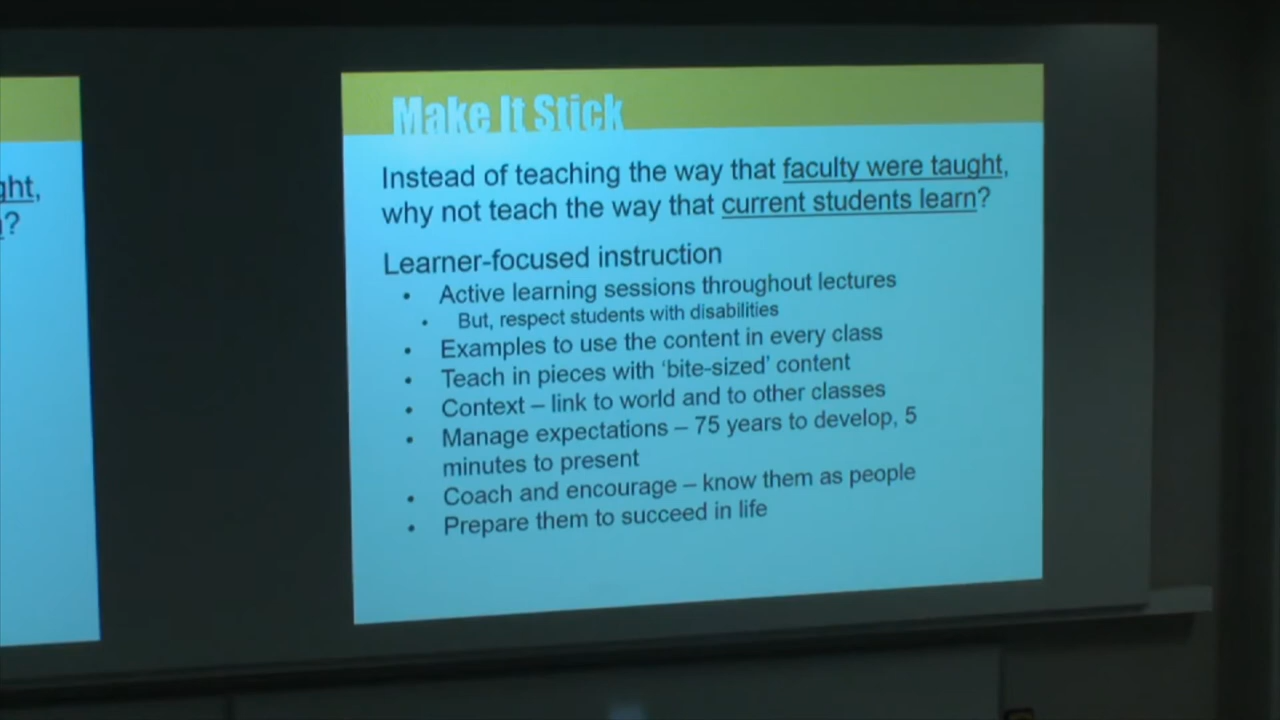 Make It Stick
Instead of teaching the way that faculty were taught,
why not teach the way that current students learn?
Learner-focused instruction
• Active learning sessions throughout lectures
• But, respect students with disabilities
• Examples to use the content in every class
• Teach in pieces with ‘bite-sized’ content
• Context – link to world and to other classes
• Manage expectations – 75 years to develop, 5
minutes to present
• Coach and encourage – know them as people
• Prepare them to succeed in life
ght,
?